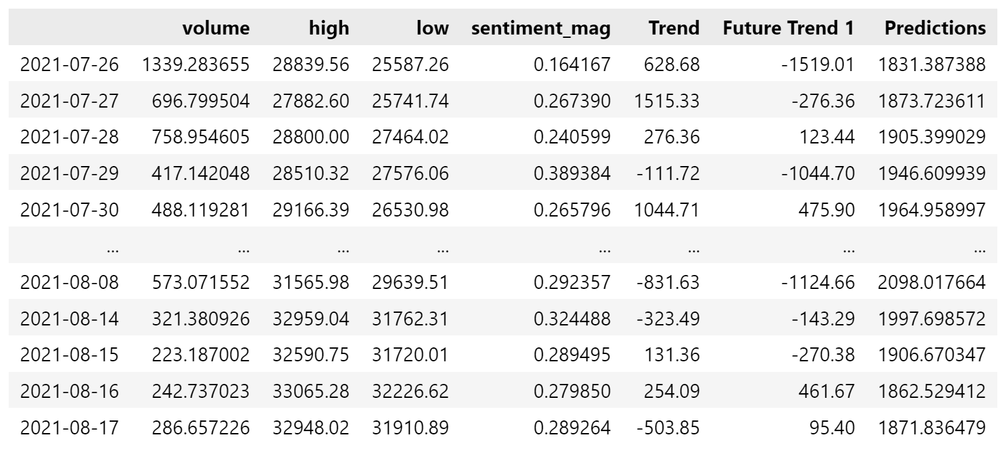 volume high low sentiment_mag Trend Future Trend 1 Predictions
2021-07-26 1339.283655 28839.56 25587.26 0.164167 628.68 -1519.01 1831.387388
2021-07-27 696.799504 27882.60 25741.74 0.267390 1515.33 -276.36 1873.723611
2021-07-28 758.954605 28800.00 27464.02 0.240599 276.36 123.44 1905.399029
2021-07-29 417.142048 28510.32 27576.06 0.389384 -111.72 -1044.70 1946.609939
2021-07-30 488.119281 29166.39 26530.98 0.265796 1044.71 475.90 1964.958997
... ... ... ... ... ... ... ...
2021-08-08 573.071552 31565.98 29639.51 0.292357 -831.63 -1124.66 2098.017664
2021-08-14 321.380926 32959.04 31762.31 0.324488 -323.49 -143.29 1997.698572
2021-08-15 223.187002 32590.75 31720.01 0.289495 131.36 -270.38 1906.670347
2021-08-16 242.737023 33065.28 32226.62 0.279850 254.09 461.67 1862.529412
2021-08-17 286.657226 32948.02 31910.89 0.289264 -503.85 95.40 1871.836479